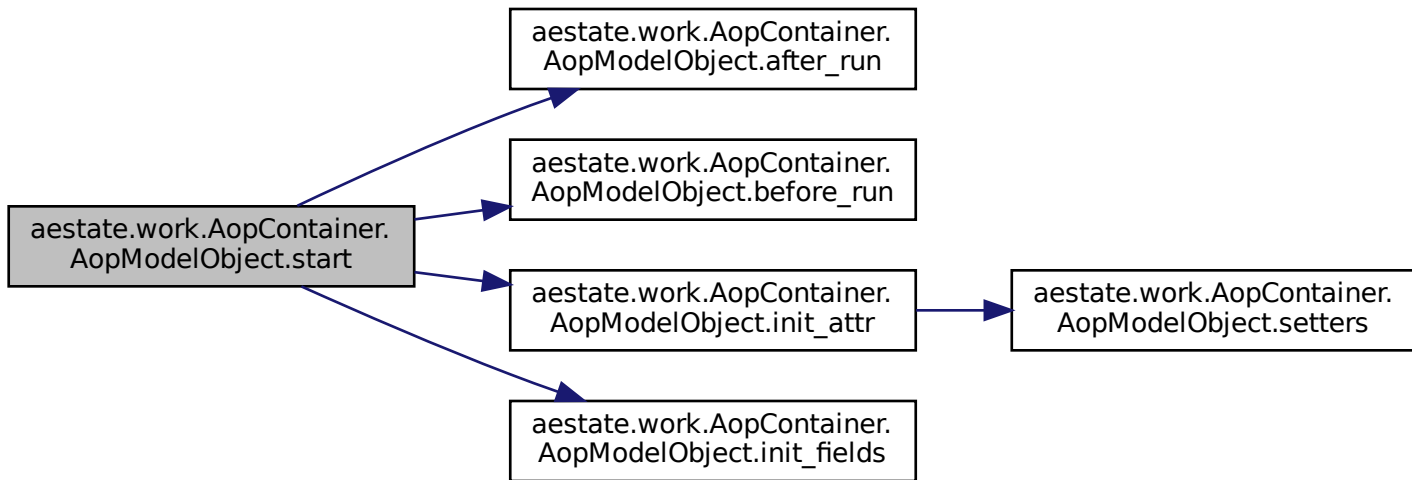 aestate.work.AopContainer.
AopModelObject.start
aestate.work.AopContainer.
AopModelObject.after_run
aestate.work.AopContainer.
AopModelObject.before_run
aestate.work.AopContainer.
AopModelObject.init_attr
aestate.work.AopContainer.
AopModelObject.setters
aestate.work.AopContainer.
AopModelObject.init_fields